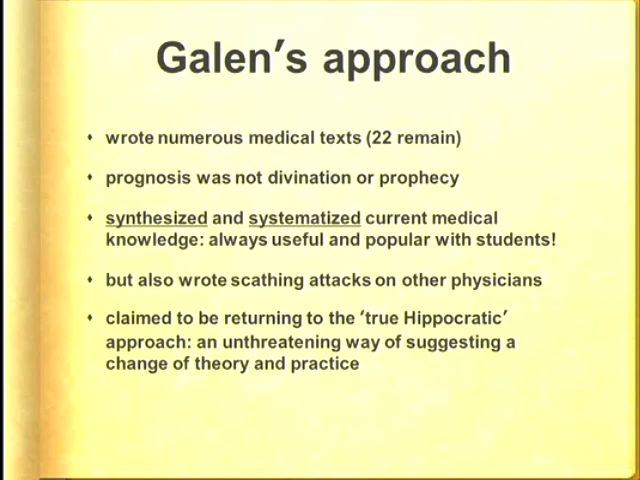 Galen’s approach
⬧ wrote numerous medical texts (22 remain)
⬧ prognosis was not divination or prophecy
⬧ synthesized and systematized current medical
knowledge: always useful and popular with students!
⬧ but also wrote scathing attacks on other physicians
⬧ claimed to be returning to the ‘true Hippocratic’
approach: an unthreatening way of suggesting a
change of theory and practice